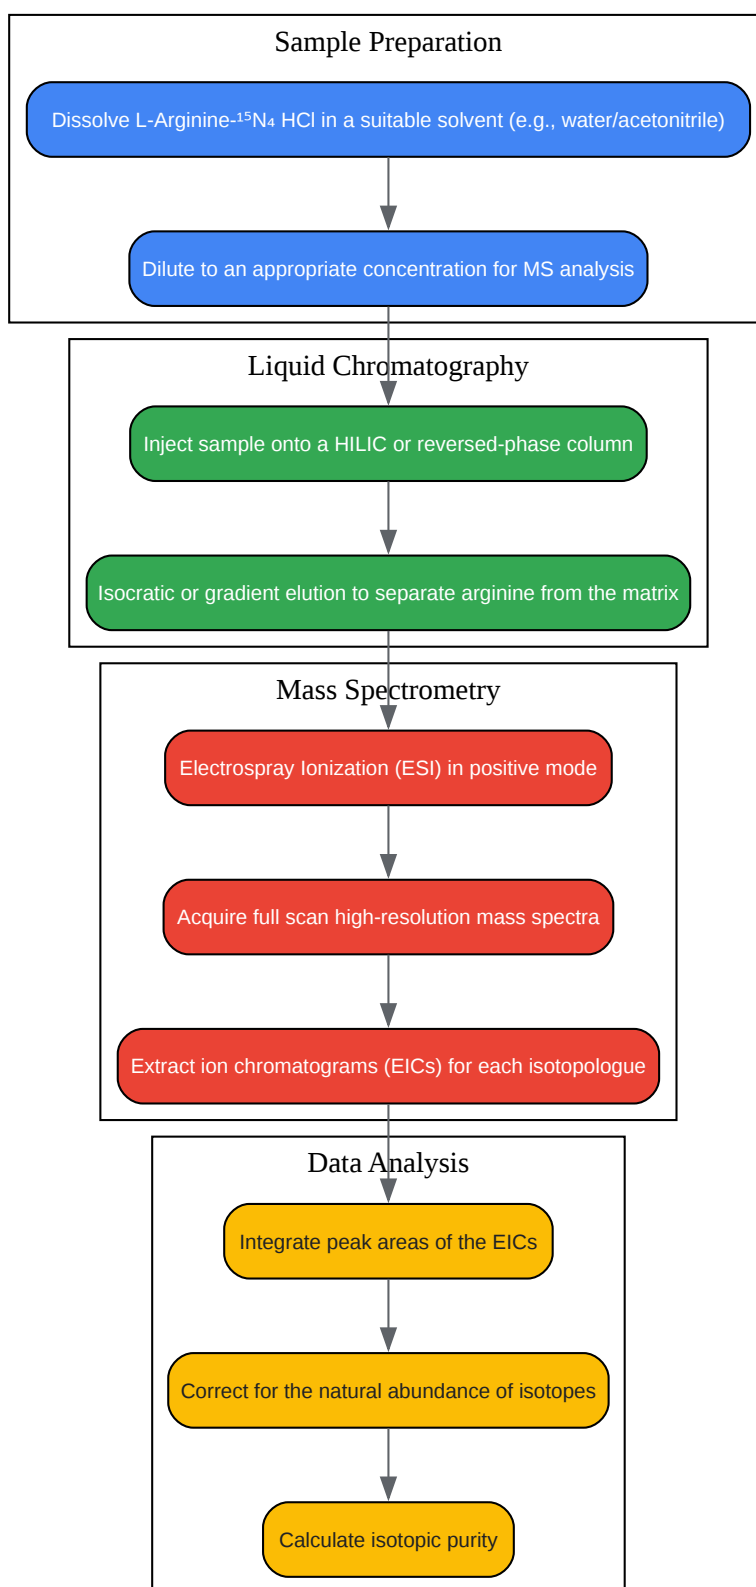 Sample Preparation
Dissolve L-Arginine-¹⁵N₄ HCl in a suitable solvent (e.g., water/acetonitrile)
Dilute to an appropriate concentration for MS analysis
Liquid Chromatography
Inject sample onto a HILIC or reversed-phase column
Isocratic or gradient elution to separate arginine from the matrix
Mass Spectrometry
Electrospray Ionization (ESI) in positive mode
Acquire full scan high-resolution mass spectra
Extract ion chromatograms (EICs) for each isotopologue
Data Analysis
Integrate peak areas of the EICs
Correct for the natural abundance of isotopes
Calculate isotopic purity